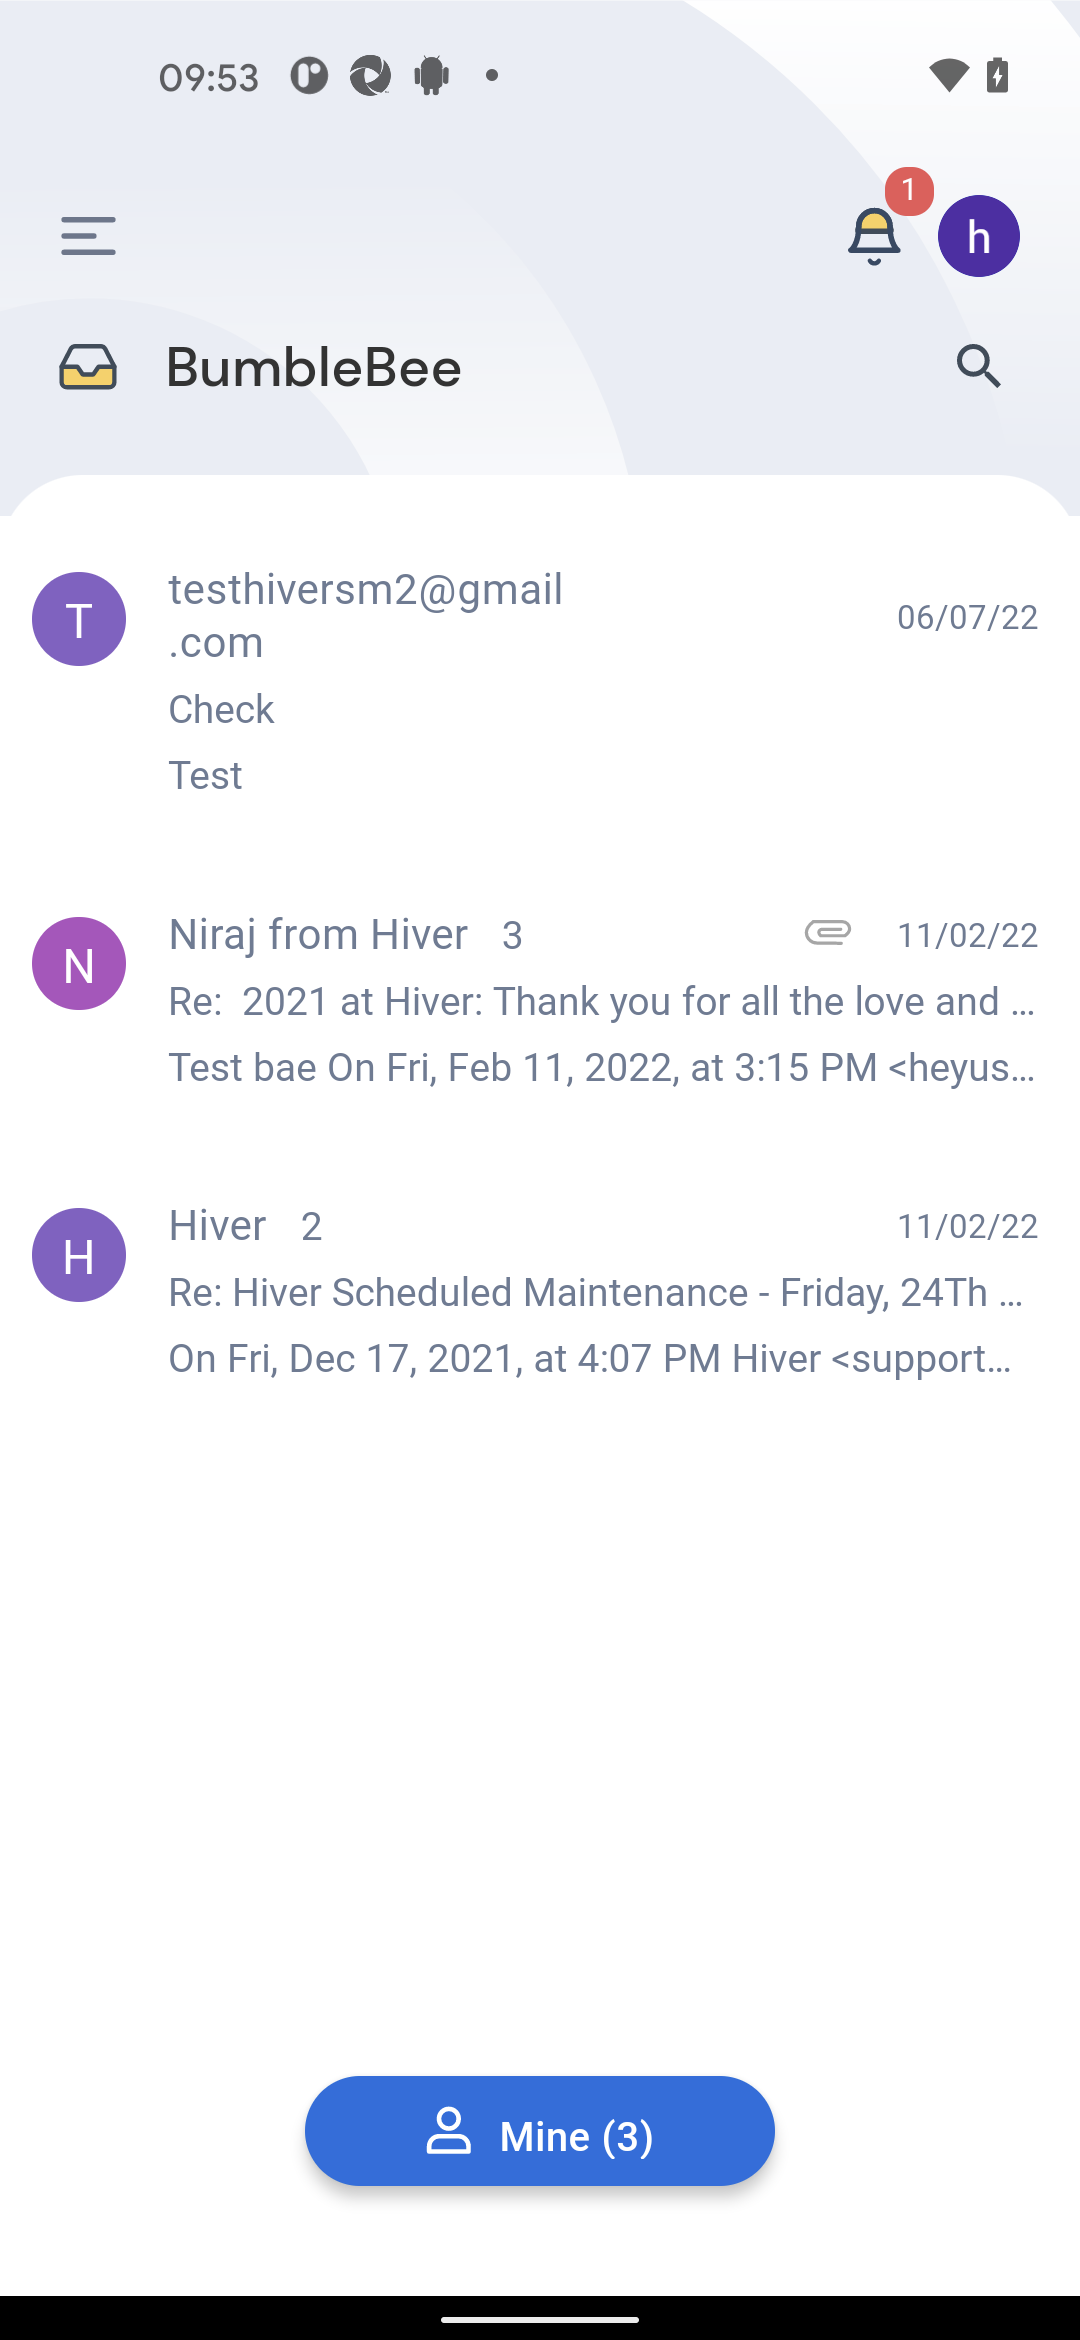 09:53
1
h
BumbleBee
T
testhiversm2@gmail
.com
06/07/22
Check
Test
N
Niraj from Hiver 3
11/02/22
Re:  2021 at Hiver: Thank you for all the love and …
Test bae On Fri, Feb 11, 2022, at 3:15 PM <heyus…
H
Hiver 2
11/02/22
Re: Hiver Scheduled Maintenance - Friday, 24Th …
On Fri, Dec 17, 2021, at 4:07 PM Hiver <support…
Mine (3)